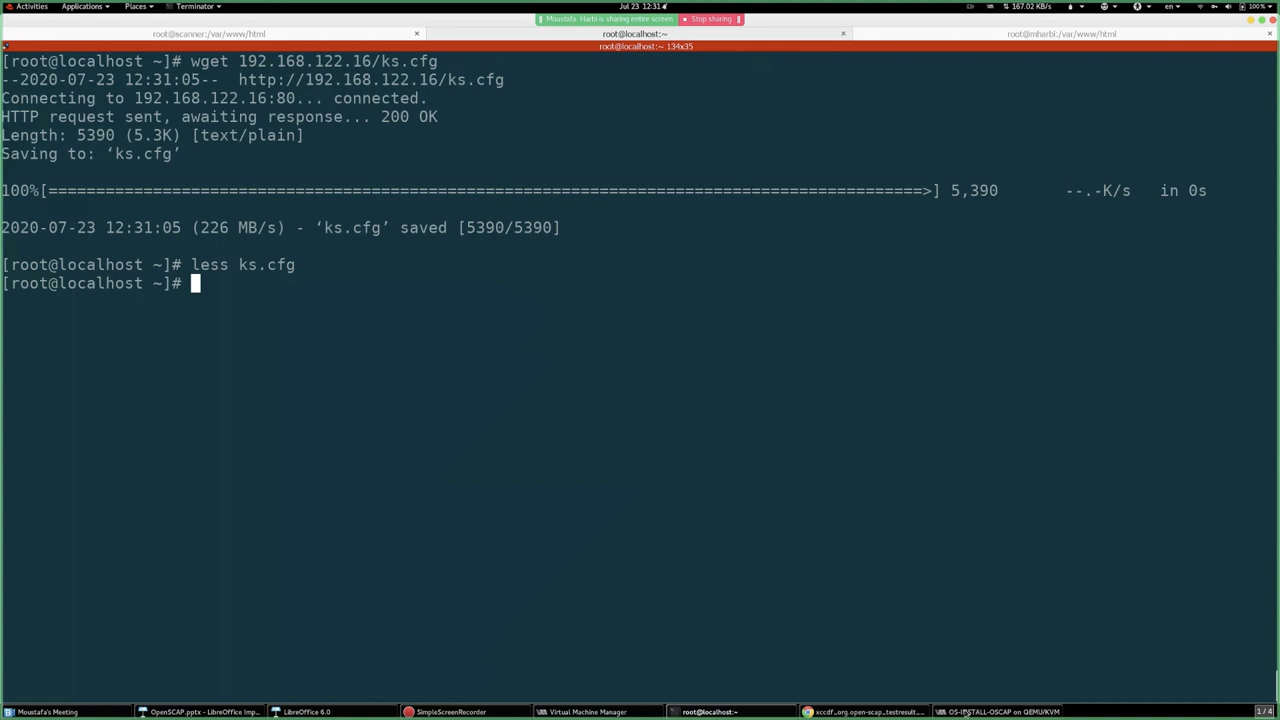 Activities Applications Places Terminator Jul 23 12:31 167.02 KB/s en 100%
Moustafa Harbi is sharing entire screen Stop sharing
root@scanner:/var/www/html root@localhost:~ root@mharbi:/var/www/html
root@localhost:~ 134x35
[root@localhost ~]# wget 192.168.122.16/ks.cfg
--2020-07-23 12:31:05-- http://192.168.122.16/ks.cfg
Connecting to 192.168.122.16:80... connected.
HTTP request sent, awaiting response... 200 OK
Length: 5390 (5.3K) [text/plain]
Saving to: ‘ks.cfg’
100%[============================================================================================>] 5,390 --.-K/s in 0s
2020-07-23 12:31:05 (226 MB/s) - ‘ks.cfg’ saved [5390/5390]
[root@localhost ~]# less ks.cfg
[root@localhost ~]#
Moustafa's Meeting OpenSCAP.pptx - LibreOffice Imp... LibreOffice 6.0 SimpleScreenRecorder Virtual Machine Manager root@localhost:~ xccdf_org.open-scap_testresult_... OS-INSTALL-OSCAP on QEMU/KVM 1 / 4